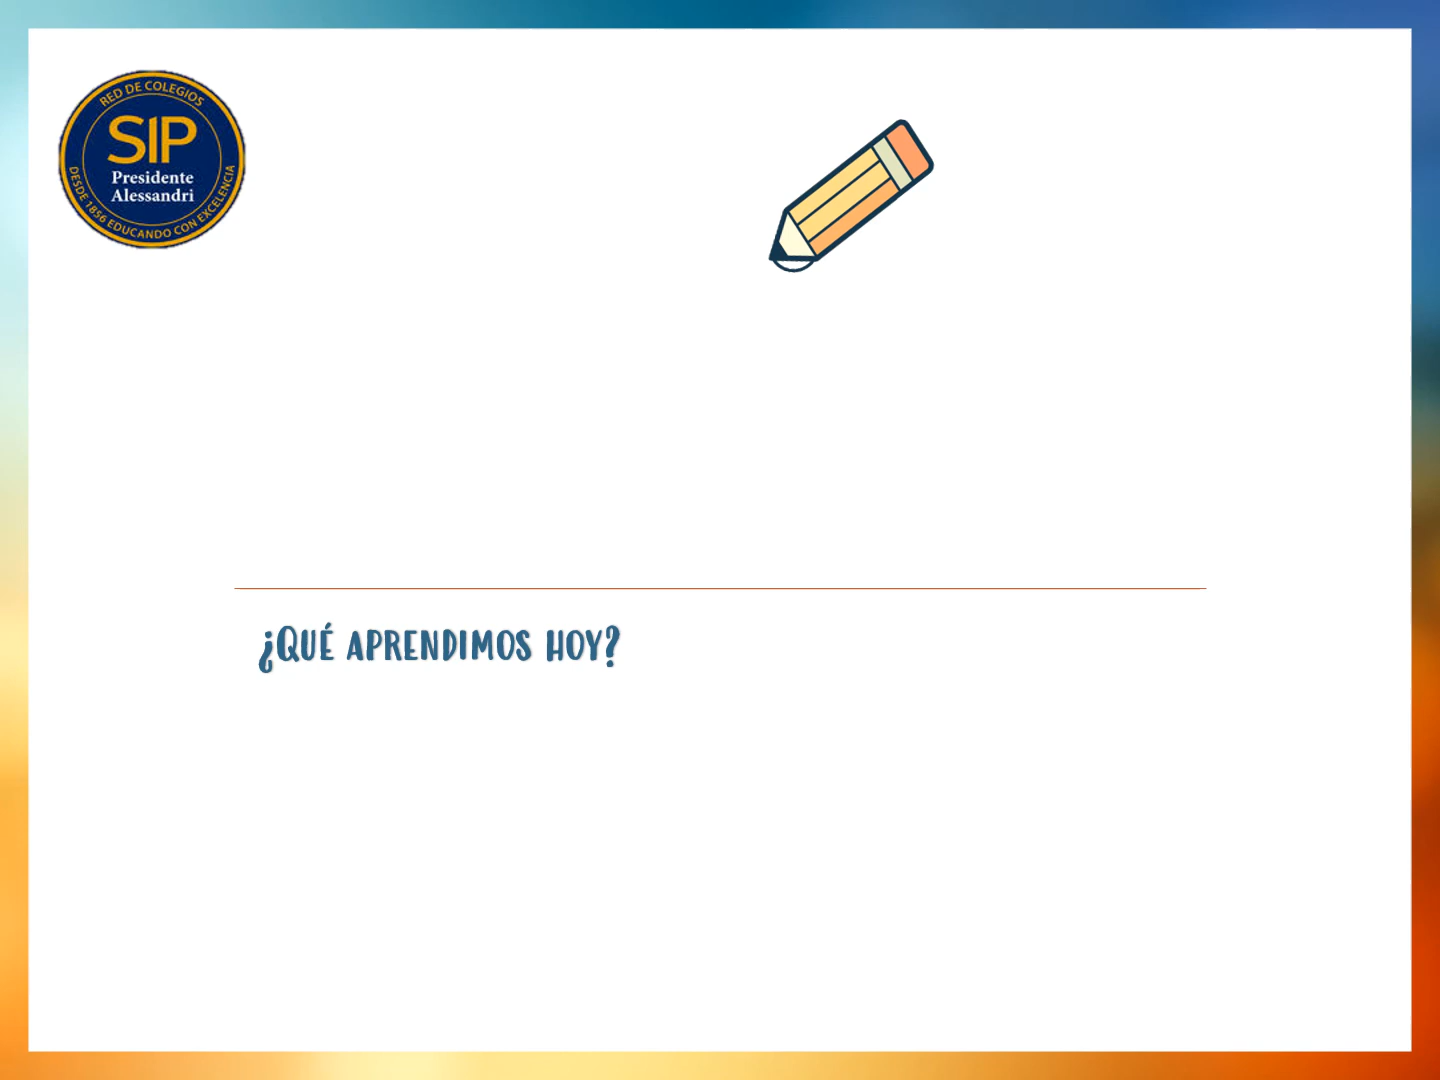 RED DE COLEGIOS
SIP
Presidente
Alessandri
DESDE 1856 EDUCANDO CON EXCELENCIA
¿QUÉ APRENDIMOS HOY?